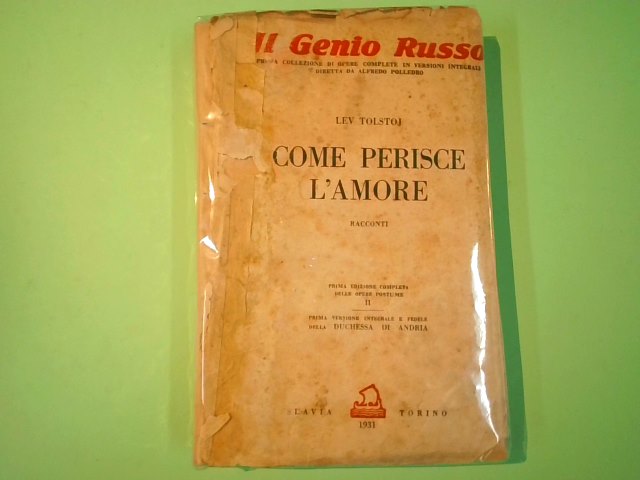 Il Genio Russo
PRIMA COLLEZIONE DI OPERE COMPLETE IN VERSIONI INTEGRALI
DIRETTA DA ALFREDO POLLEDRO
LEV TOLSTOJ
COME PERISCE
L'AMORE
RACCONTI
PRIMA EDIZIONE COMPLETA
DELLE OPERE POSTUME
II
PRIMA VERSIONE INTEGRALE E FEDELE
DELLA DUCHESSA DI ANDRIA
SLAVIA TORINO
1931